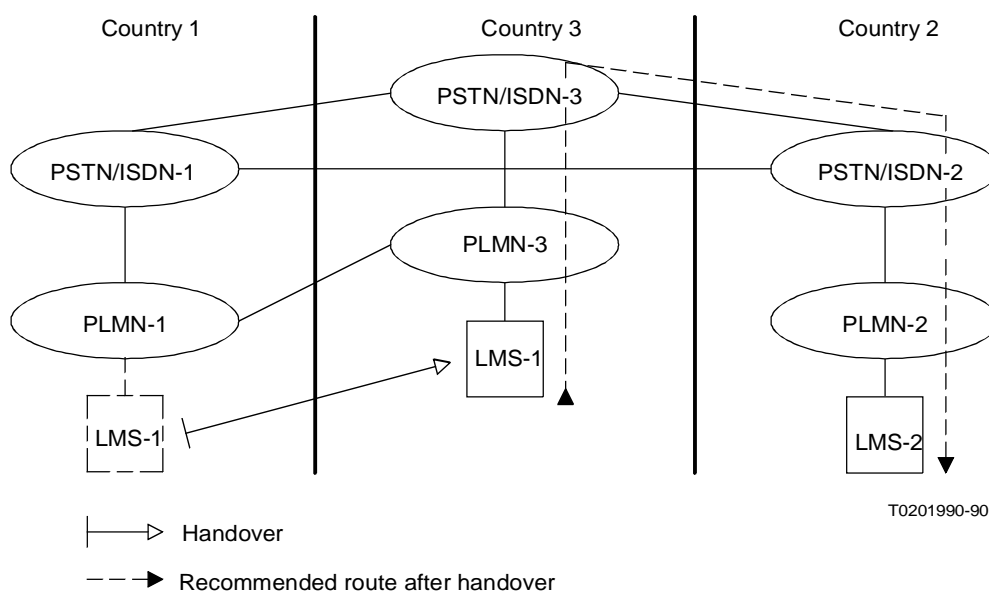 Country 1
Country 3
Country 2
PSTN/ISDN-3
PSTN/ISDN-1
PSTN/ISDN-2
PLMN-3
PLMN-1
PLMN-2
LMS-1
LMS-1
LMS-2
T0201990-90
Handover
Recommended route after handover